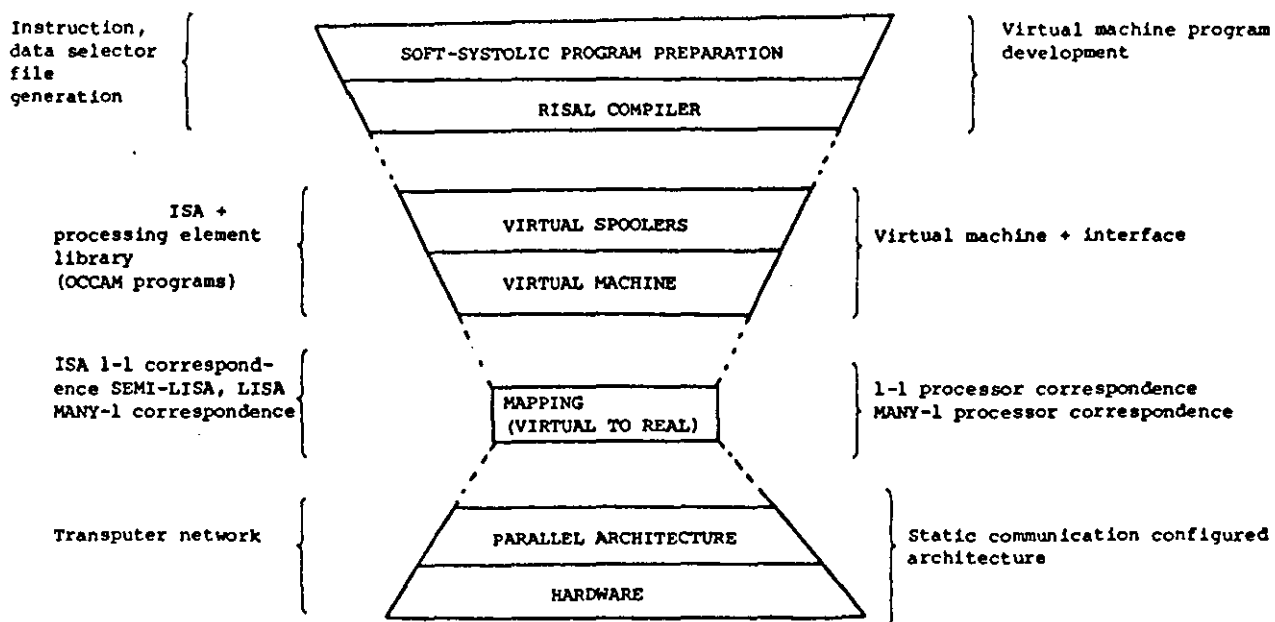 Instruction,
data selector
file
generation
SOFT-SYSTOLIC PROGRAM PREPARATION
RISAL COMPILER
Virtual machine program
development
ISA +
processing element
library
(OCCAM programs)
VIRTUAL SPOOLERS
VIRTUAL MACHINE
Virtual machine + interface
ISA 1-1 correspond-
ence SEMI-LISA, LISA
MANY-1 correspondence
MAPPING
(VIRTUAL TO REAL)
1-1 processor correspondence
MANY-1 processor correspondence
Transputer network
PARALLEL ARCHITECTURE
HARDWARE
Static communication configured
architecture